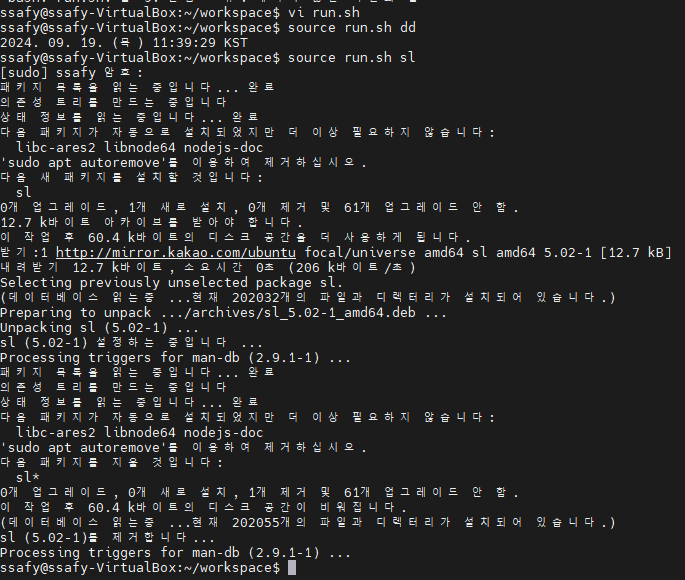 ssafy@ssafy-VirtualBox:~/workspace$ vi run.sh
ssafy@ssafy-VirtualBox:~/workspace$ source run.sh dd
2024. 09. 19. (목) 11:39:29 KST
ssafy@ssafy-VirtualBox:~/workspace$ source run.sh sl
[sudo] ssafy 암호:
패키지 목록을 읽는 중입니다... 완료
의존성 트리를 만드는 중입니다
상태 정보를 읽는 중입니다... 완료
다음 패키지가 자동으로 설치되었지만 더 이상 필요하지 않습니다:
  libc-ares2 libnode64 nodejs-doc
'sudo apt autoremove'를 이용하여 제거하십시오.
다음 새 패키지를 설치할 것입니다:
  sl
0개 업그레이드, 1개 새로 설치, 0개 제거 및 61개 업그레이드 안 함.
12.7 k바이트 아카이브를 받아야 합니다.
이 작업 후 60.4 k바이트의 디스크 공간을 더 사용하게 됩니다.
받기:1 http://mirror.kakao.com/ubuntu focal/universe amd64 sl amd64 5.02-1 [12.7 kB]
내려받기 12.7 k바이트, 소요시간 0초 (206 k바이트/초)
Selecting previously unselected package sl.
(데이터베이스 읽는중 ...현재 202032개의 파일과 디렉터리가 설치되어 있습니다.)
Preparing to unpack .../archives/sl_5.02-1_amd64.deb ...
Unpacking sl (5.02-1) ...
sl (5.02-1) 설정하는 중입니다 ...
Processing triggers for man-db (2.9.1-1) ...
패키지 목록을 읽는 중입니다... 완료
의존성 트리를 만드는 중입니다
상태 정보를 읽는 중입니다... 완료
다음 패키지가 자동으로 설치되었지만 더 이상 필요하지 않습니다:
  libc-ares2 libnode64 nodejs-doc
'sudo apt autoremove'를 이용하여 제거하십시오.
다음 패키지를 지울 것입니다:
  sl*
0개 업그레이드, 0개 새로 설치, 1개 제거 및 61개 업그레이드 안 함.
이 작업 후 60.4 k바이트의 디스크 공간이 비워집니다.
(데이터베이스 읽는중 ...현재 202055개의 파일과 디렉터리가 설치되어 있습니다.)
sl (5.02-1)를 제거합니다...
Processing triggers for man-db (2.9.1-1) ...
ssafy@ssafy-VirtualBox:~/workspace$